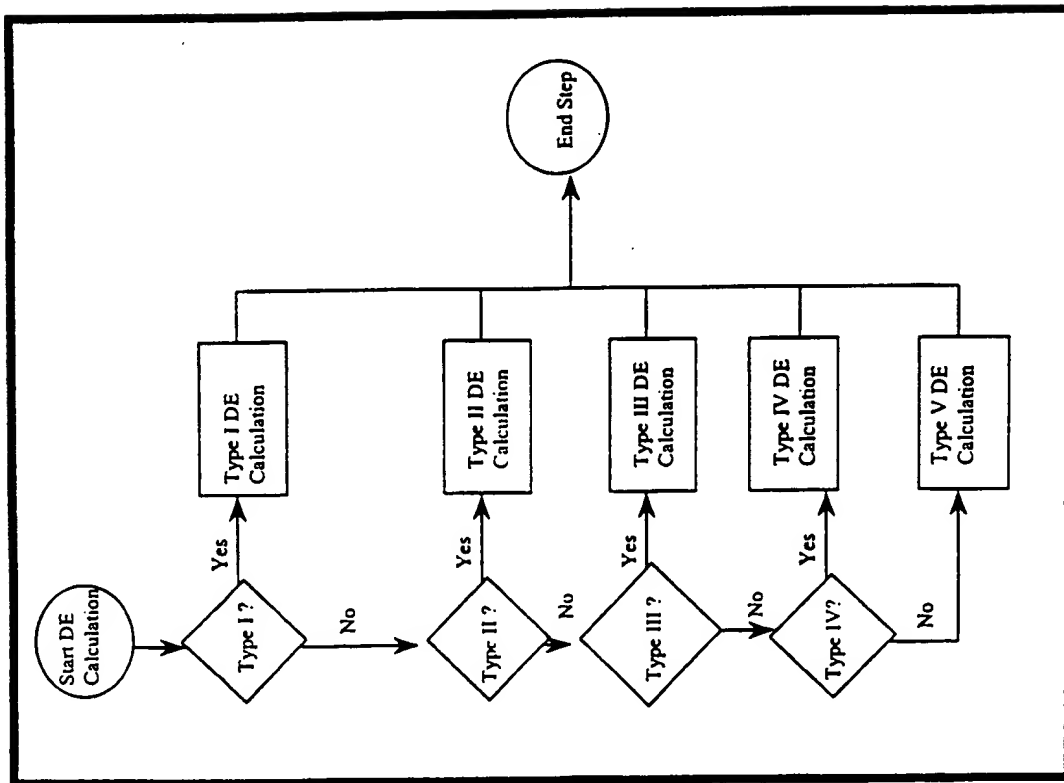 Start DE
Calculation
Type I ?
Yes
Type I DE
Calculation
No
Type II ?
Yes
Type II DE
Calculation
No
Type III ?
Yes
Type III DE
Calculation
No
Type IV?
Yes
Type IV DE
Calculation
No
Type V DE
Calculation
End Step